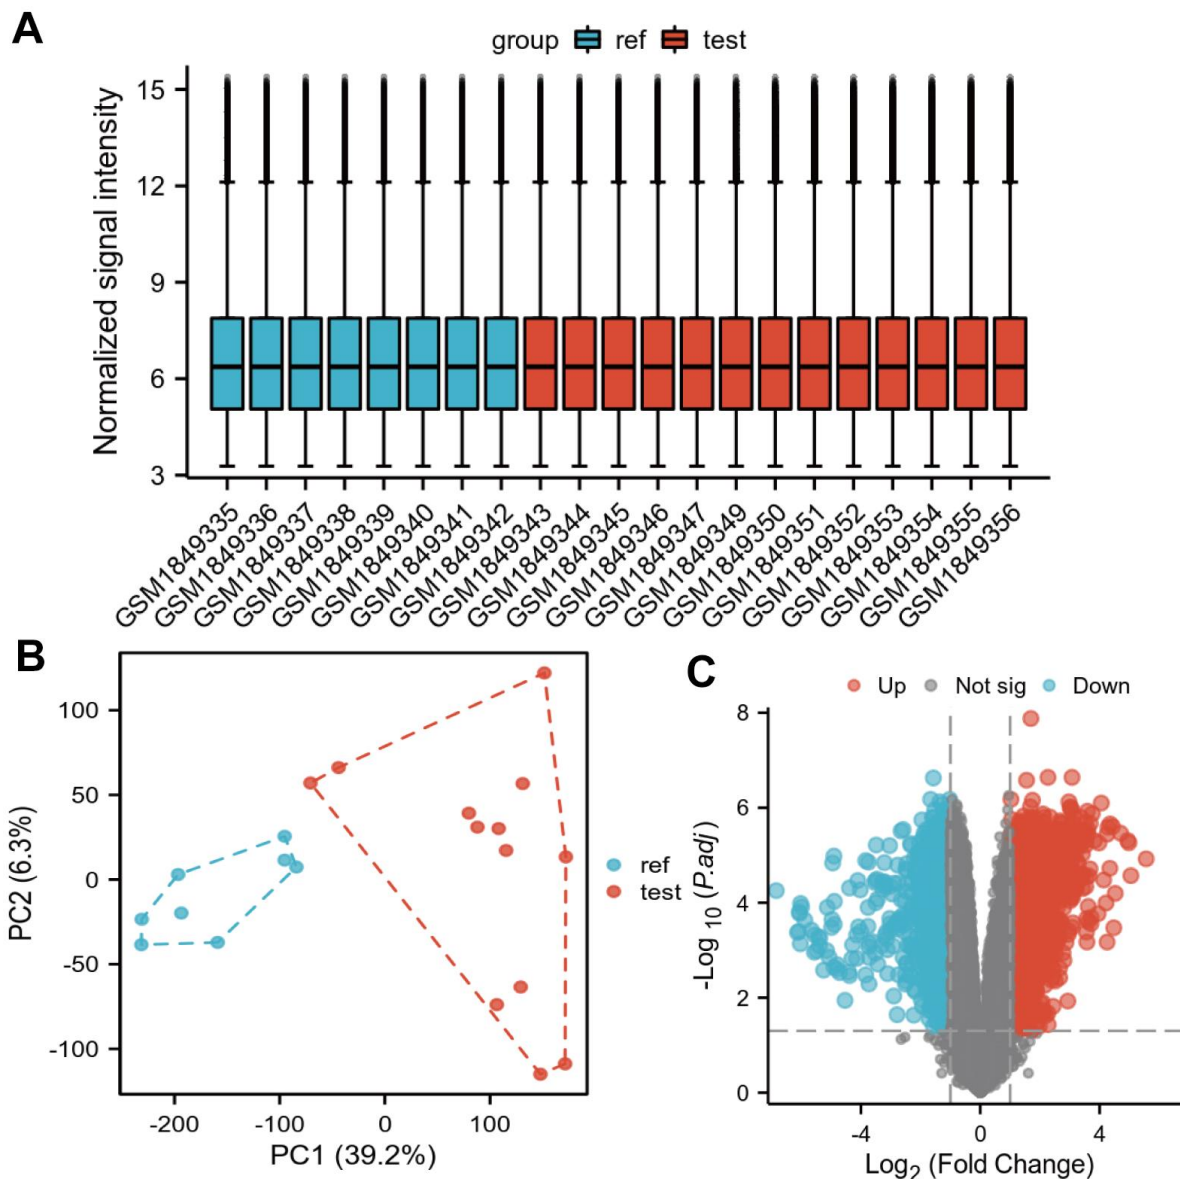 A
group ref test
Normalized signal intensity
15
12
9
6
3
GSM1849335
GSM1849336
GSM1849337
GSM1849338
GSM1849339
GSM1849340
GSM1849341
GSM1849342
GSM1849343
GSM1849344
GSM1849345
GSM1849346
GSM1849347
GSM1849349
GSM1849350
GSM1849351
GSM1849352
GSM1849353
GSM1849354
GSM1849355
GSM1849356
B
PC2 (6.3%)
100
50
0
-50
-100
-200 -100 0 100
PC1 (39.2%)
ref
test
C
Up Not sig Down
-Log 10 (P.adj)
8
6
4
2
0
-4 0 4
Log2 (Fold Change)